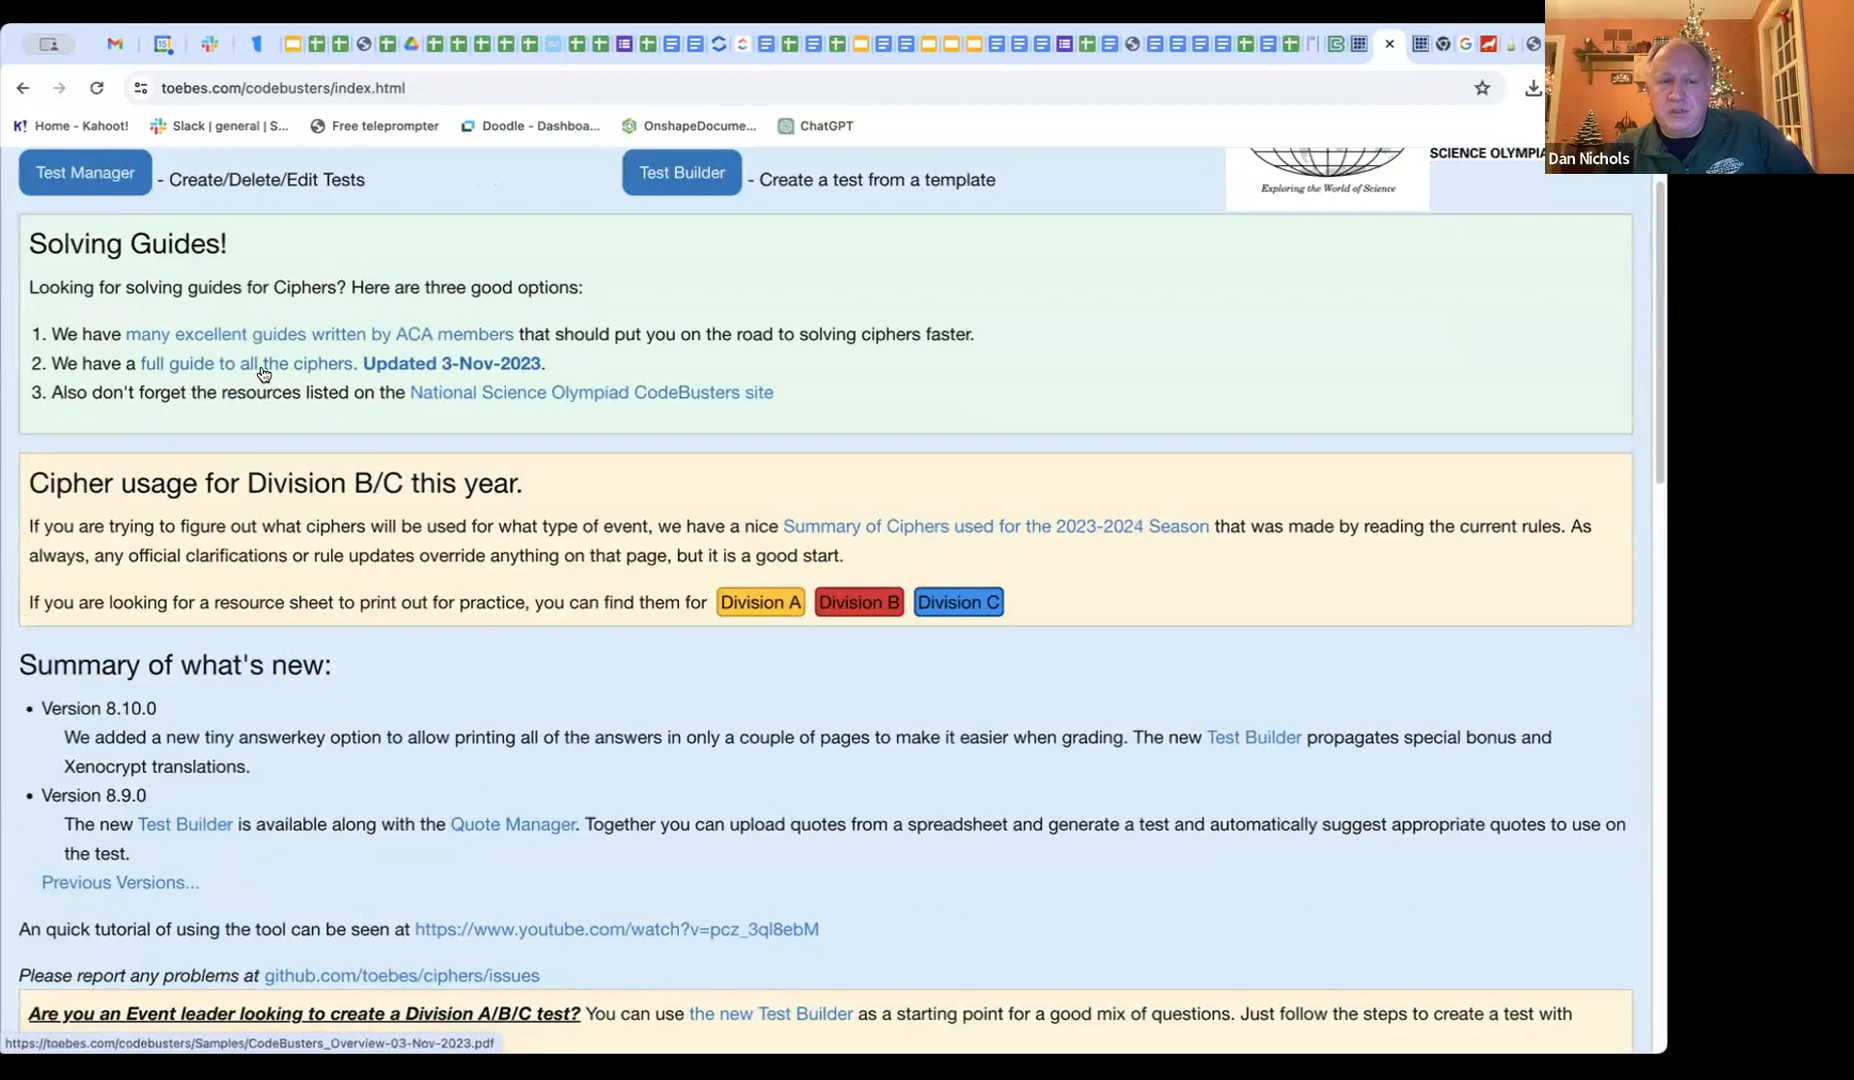 toebes.com/codebusters/index.html
Home - Kahoot!
Slack | general | S...
Free teleprompter
Doodle - Dashboa...
OnshapeDocume...
ChatGPT
Dan Nichols
Test Manager - Create/Delete/Edit Tests
Test Builder - Create a test from a template
SCIENCE OLYMPIA
Exploring the World of Science
Solving Guides!
Looking for solving guides for Ciphers? Here are three good options:
1. We have many excellent guides written by ACA members that should put you on the road to solving ciphers faster.
2. We have a full guide to all the ciphers. Updated 3-Nov-2023.
3. Also don't forget the resources listed on the National Science Olympiad CodeBusters site
Cipher usage for Division B/C this year.
If you are trying to figure out what ciphers will be used for what type of event, we have a nice Summary of Ciphers used for the 2023-2024 Season that was made by reading the current rules. As
always, any official clarifications or rule updates override anything on that page, but it is a good start.
If you are looking for a resource sheet to print out for practice, you can find them for Division A Division B Division C
Summary of what's new:
• Version 8.10.0
We added a new tiny answerkey option to allow printing all of the answers in only a couple of pages to make it easier when grading. The new Test Builder propagates special bonus and
Xenocrypt translations.
• Version 8.9.0
The new Test Builder is available along with the Quote Manager. Together you can upload quotes from a spreadsheet and generate a test and automatically suggest appropriate quotes to use on
the test.
Previous Versions...
An quick tutorial of using the tool can be seen at https://www.youtube.com/watch?v=pcz_3ql8ebM
Please report any problems at github.com/toebes/ciphers/issues
Are you an Event leader looking to create a Division A/B/C test? You can use the new Test Builder as a starting point for a good mix of questions. Just follow the steps to create a test with
https://toebes.com/codebusters/Samples/CodeBusters_Overview-03-Nov-2023.pdf